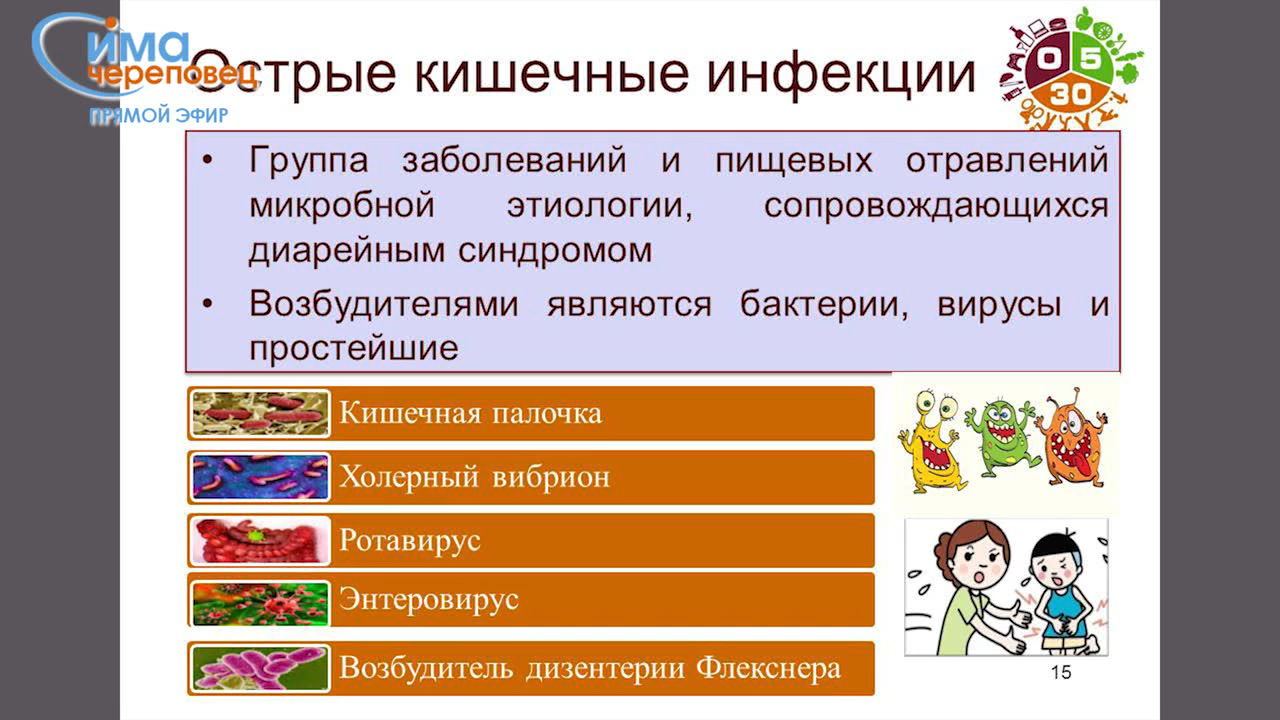 има
череповец
ПРЯМОЙ ЭФИР
Острые кишечные инфекции
0 5
30
• Группа заболеваний и пищевых отравлений
микробной этиологии, сопровождающихся
диарейным синдромом
• Возбудителями являются бактерии, вирусы и
простейшие
Кишечная палочка
Холерный вибрион
Ротавирус
Энтеровирус
Возбудитель дизентерии Флекснера
15